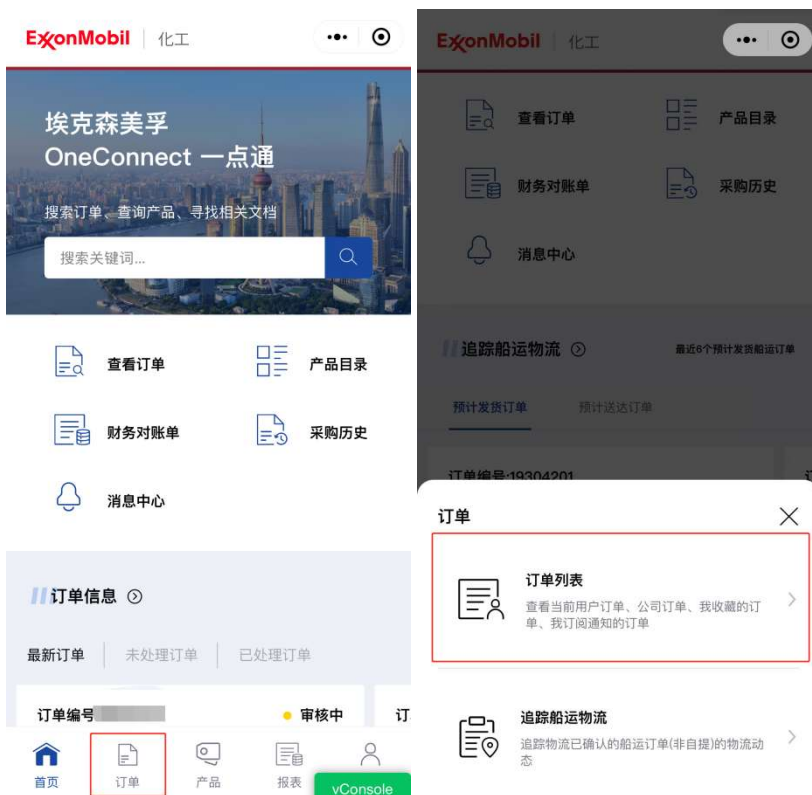 ExxonMobil 化工
埃克森美孚
OneConnect 一点通
搜索订单、查询产品、寻找相关文档
搜索关键词...
查看订单 产品目录
财务对账单 采购历史
消息中心
订单信息
最新订单 未处理订单 已处理订单
订单编号 审核中 订
首页 订单 产品 报表
vConsole
ExxonMobil 化工
查看订单 产品目录
财务对账单 采购历史
消息中心
追踪船运物流 最近6个预计发货船运订单
预计发货订单 预计送达订单
订单编号:19304201
订单
订单列表
查看当前用户订单、公司订单、我收藏的订
单、我订阅通知的订单
追踪船运物流
追踪物流已确认的船运订单(非自提)的物流动
态